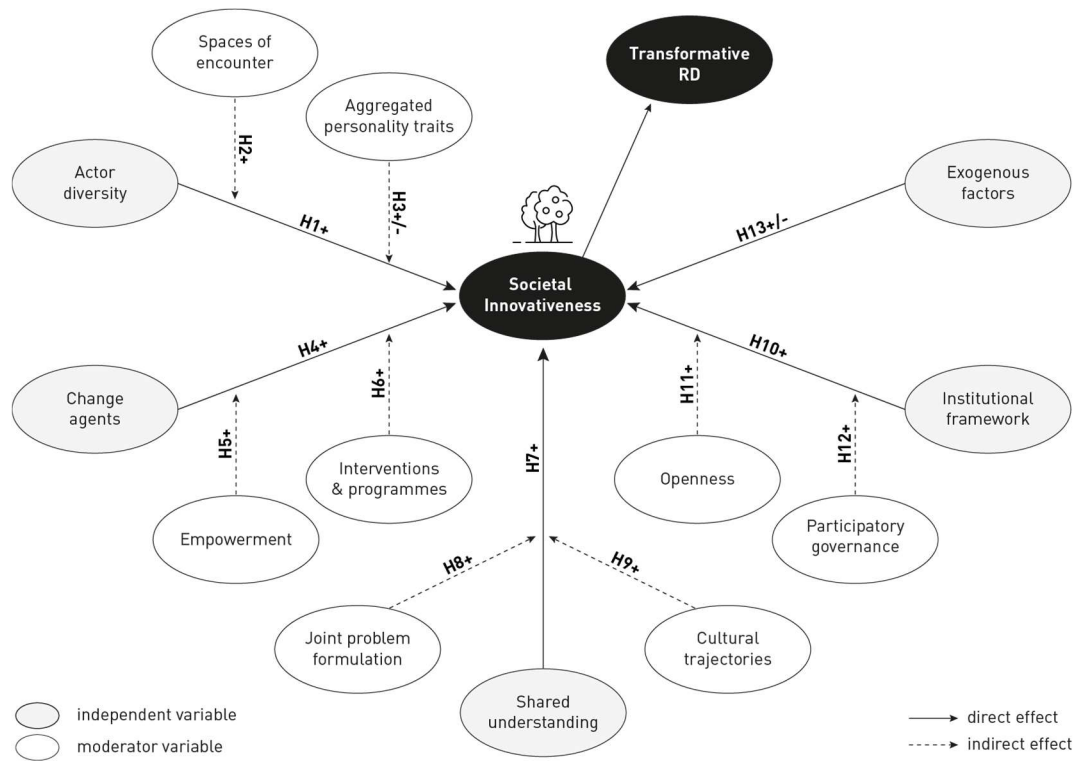 Spaces of
encounter
Transformative
RD
Aggregated
personality traits
H2+
Actor
diversity
H3+/-
Exogenous
factors
H1+
H13+/-
Societal
Innovativeness
H4+
H10+
H6+
H11+
Change
agents
Institutional
framework
H5+
H7+
H12+
Interventions
& programmes
Openness
Empowerment
Participatory
governance
H8+
H9+
Joint problem
formulation
Cultural
trajectories
Shared
understanding
independent variable
moderator variable
direct effect
indirect effect